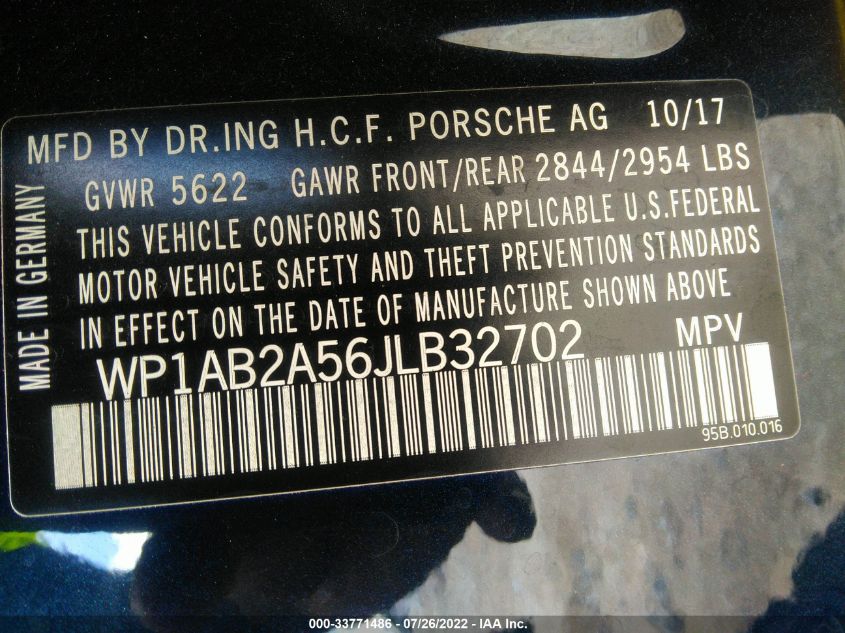 MFD BY DR.ING H.C.F. PORSCHE AG 10/17
GVWR 5622 GAWR FRONT/REAR 2844/2954 LBS
THIS VEHICLE CONFORMS TO ALL APPLICABLE U.S.FEDERAL
MOTOR VEHICLE SAFETY AND THEFT PREVENTION STANDARDS
IN EFFECT ON THE DATE OF MANUFACTURE SHOWN ABOVE
MADE IN GERMANY
WP1AB2A56JLB32702 MPV
95B.010.016
000-33771486 - 07/26/2022 - IAAI.com